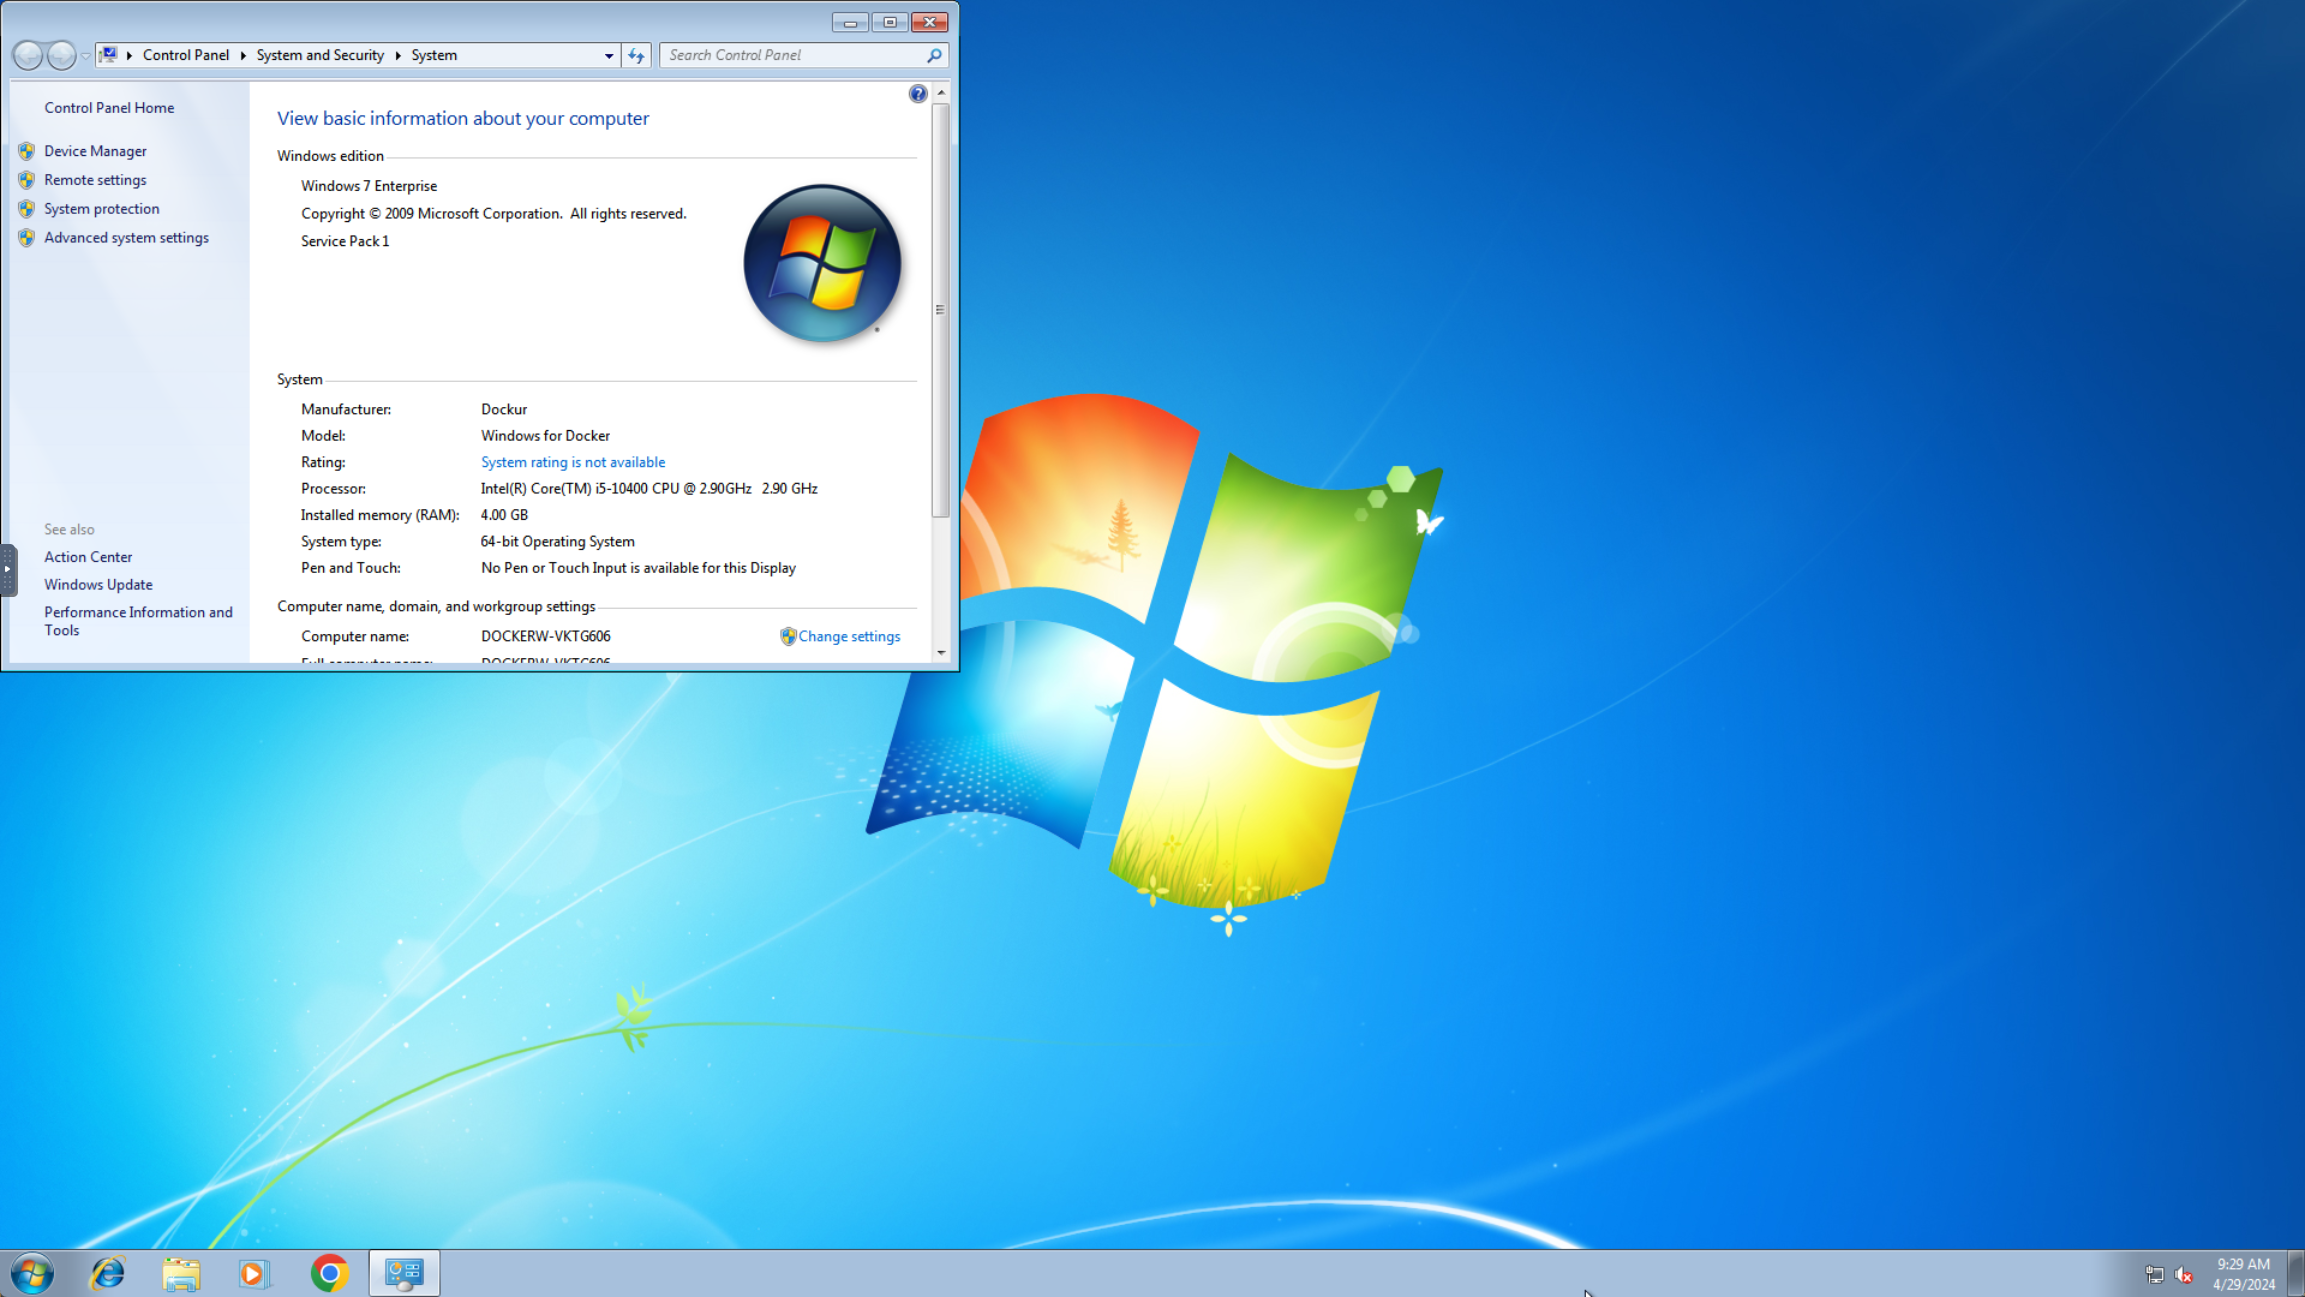 Control Panel
System and Security
System
Search Control Panel
Control Panel Home
Device Manager
Remote settings
System protection
Advanced system settings
See also
Action Center
Windows Update
Performance Information and
Tools
View basic information about your computer
Windows edition
Windows 7 Enterprise
Copyright © 2009 Microsoft Corporation. All rights reserved.
Service Pack 1
System
Manufacturer: Dockur
Model: Windows for Docker
Rating: System rating is not available
Processor: Intel(R) Core(TM) i5-10400 CPU @ 2.90GHz 2.90 GHz
Installed memory (RAM): 4.00 GB
System type: 64-bit Operating System
Pen and Touch: No Pen or Touch Input is available for this Display
Computer name, domain, and workgroup settings
Computer name: DOCKERW-VKTG606 Change settings
Full computer name: DOCKERW-VKTG606
9:29 AM
4/29/2024